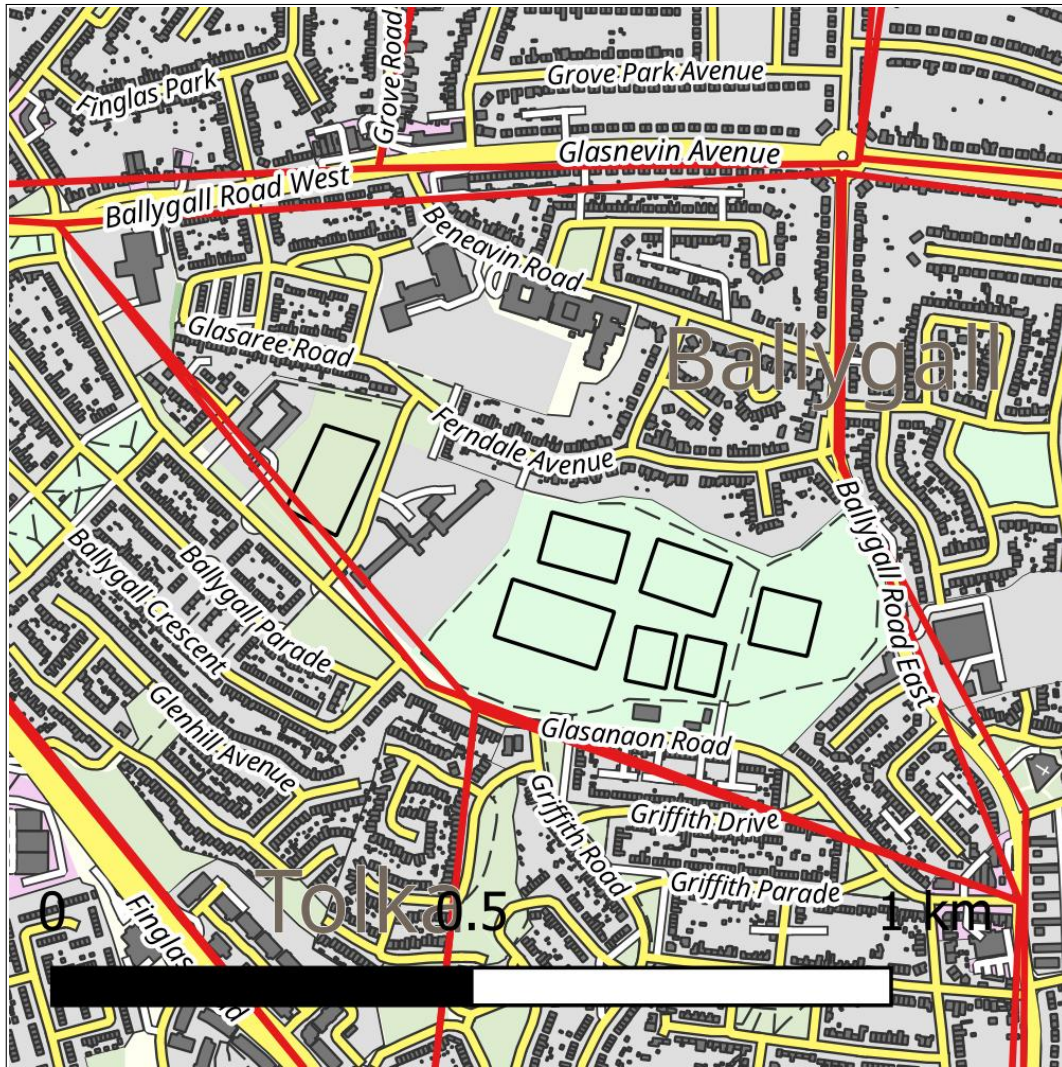 Grove Park Avenue
Finglas Park
Grove Road
Glasnevin Avenue
Ballygall Road West
Beneavin Road
Glasaree Road
Ballygall
Ferndale Avenue
Ballygall Road East
Ballygall Parade
Ballygall Crescent
Glenhill Avenue
Glasanaon Road
Griffith Drive
Griffith Road
Griffith Parade
Tolka
0 0.5 1 km